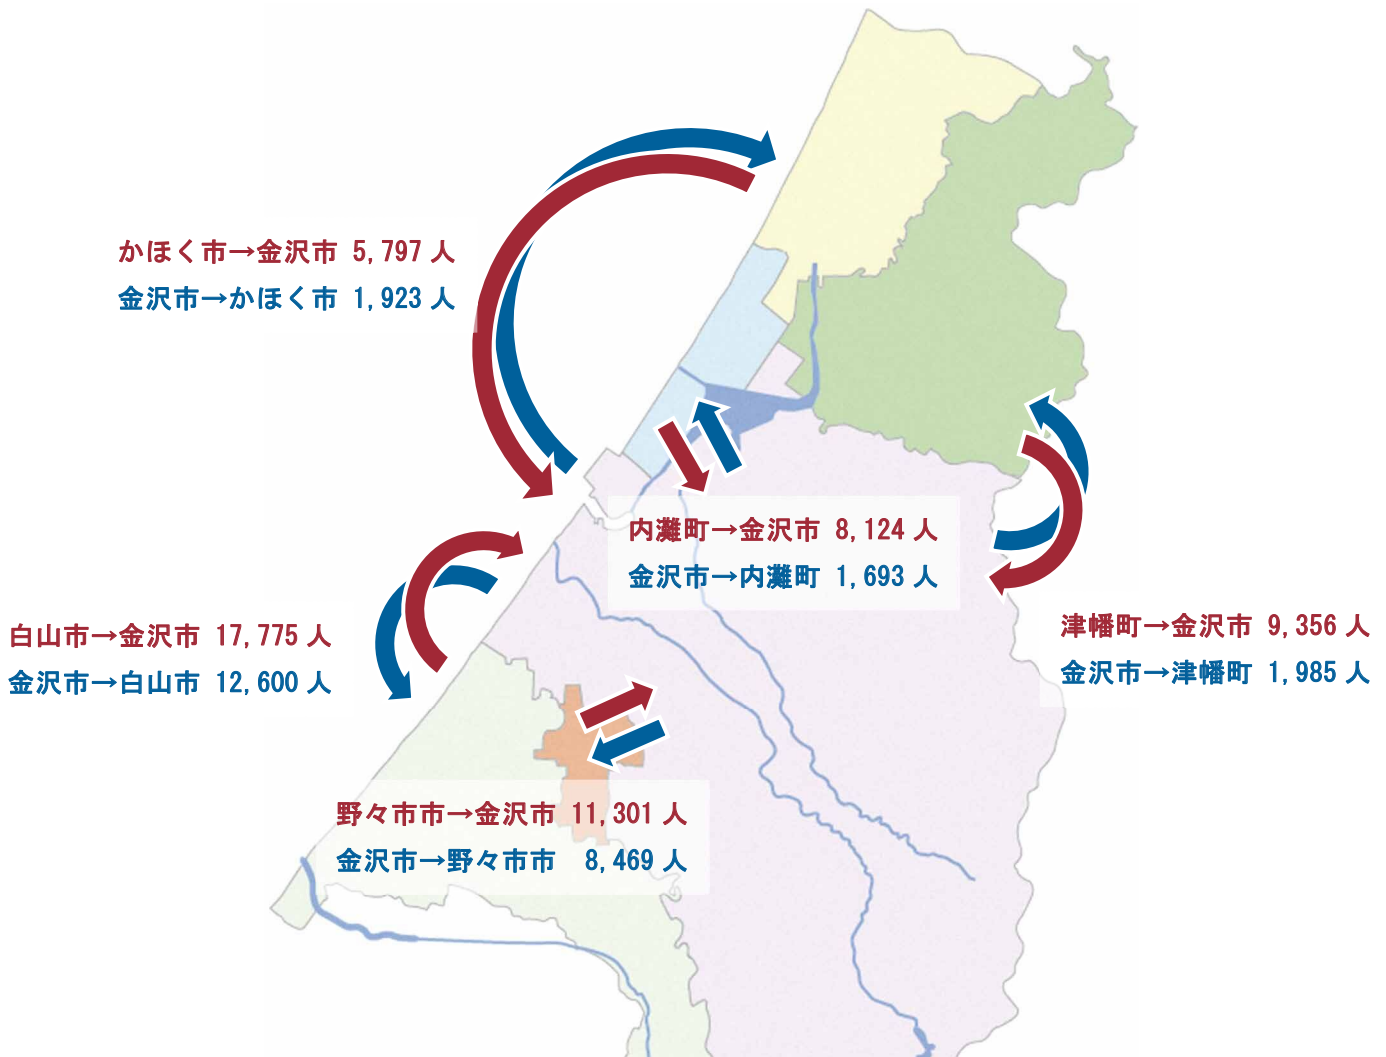 かほく市→金沢市 5,797 人
金沢市→かほく市 1,923 人
内灘町→金沢市 8,124 人
金沢市→内灘町 1,693 人
白山市→金沢市 17,775 人
金沢市→白山市 12,600 人
津幡町→金沢市 9,356 人
金沢市→津幡町 1,985 人
野々市市→金沢市 11,301 人
金沢市→野々市市 8,469 人